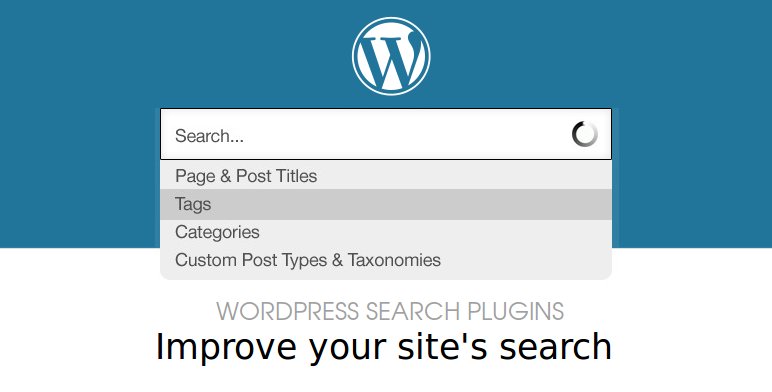 Search...
Page & Post Titles
Tags
Categories
Custom Post Types & Taxonomies
WORDPRESS SEARCH PLUGINS
Improve your site's search